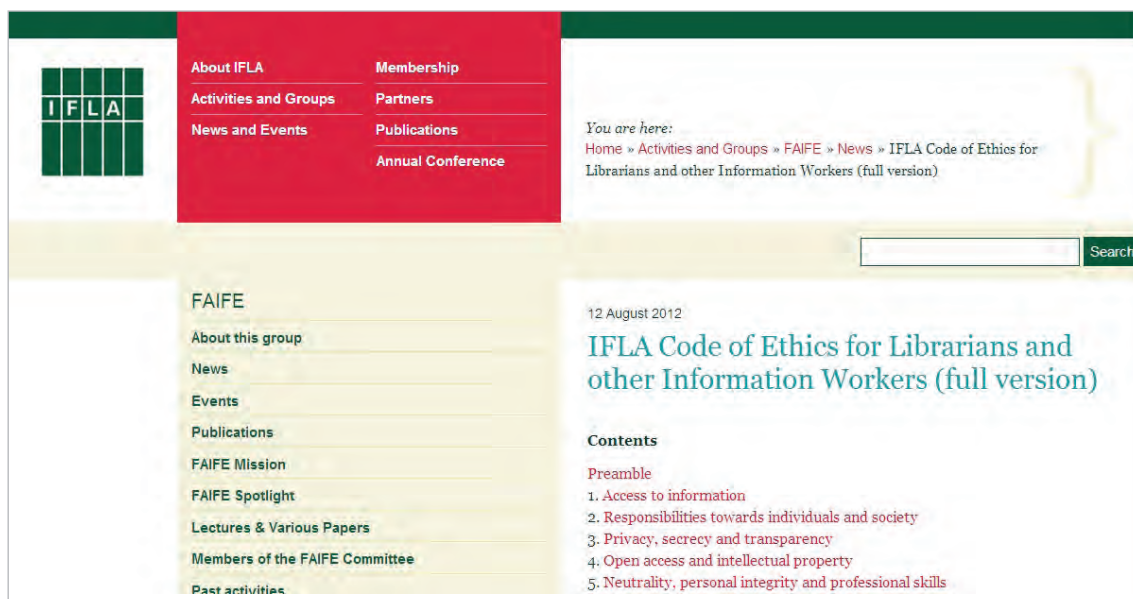 IFLA
About IFLA
Activities and Groups
News and Events
Membership
Partners
Publications
Annual Conference
You are here:
Home » Activities and Groups » FAIFE » News » IFLA Code of Ethics for
Librarians and other Information Workers (full version)
Search
FAIFE
About this group
News
Events
Publications
FAIFE Mission
FAIFE Spotlight
Lectures & Various Papers
Members of the FAIFE Committee
Past activities
12 August 2012
IFLA Code of Ethics for Librarians and
other Information Workers (full version)
Contents
Preamble
1. Access to information
2. Responsibilities towards individuals and society
3. Privacy, secrecy and transparency
4. Open access and intellectual property
5. Neutrality, personal integrity and professional skills